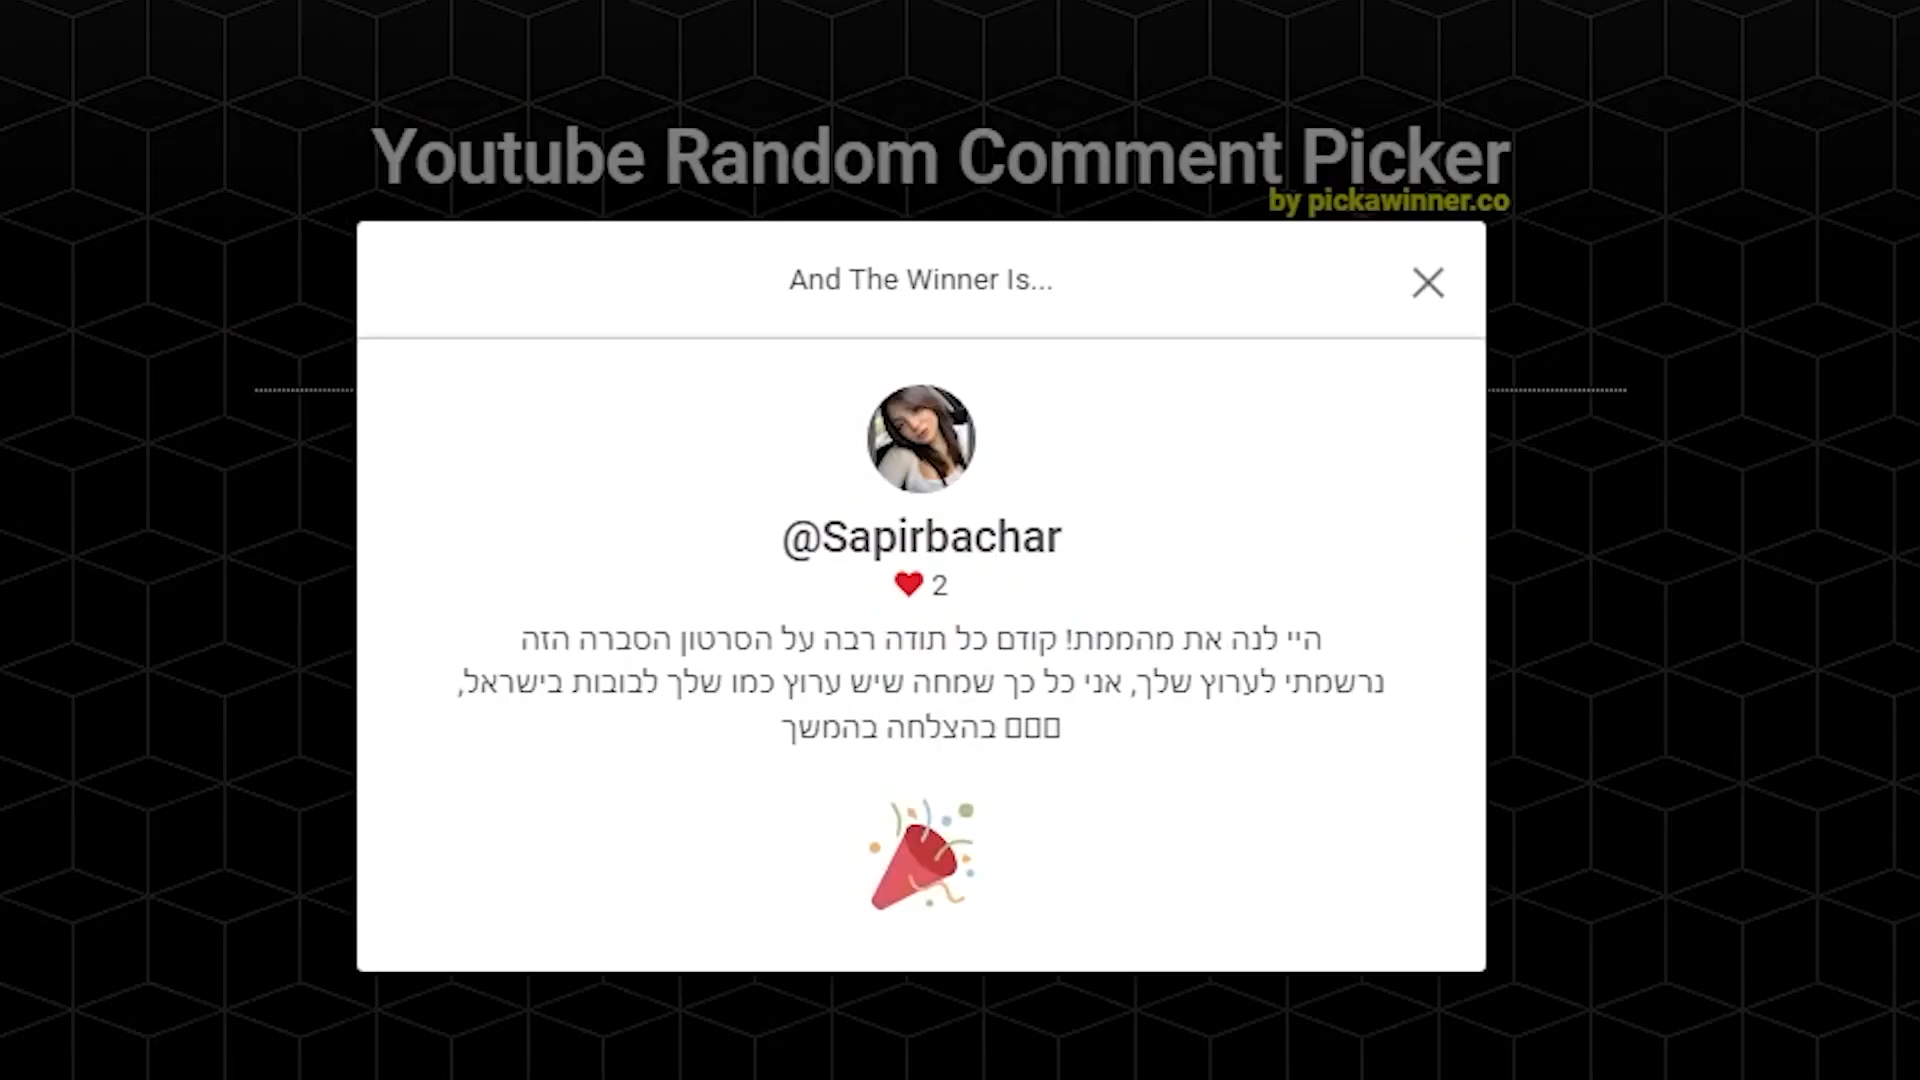 Youtube Random Comment Picker
by pickawinner.co
And The Winner Is...
@Sapirbachar
2
היי לנה את מהממת! קודם כל תודה רבה על הסרטון הסברה הזה
נרשמתי לערוץ שלך, אני כל כך שמחה שיש ערוץ כמו שלך לבובות בישראל,
בהצלחה בהמשך